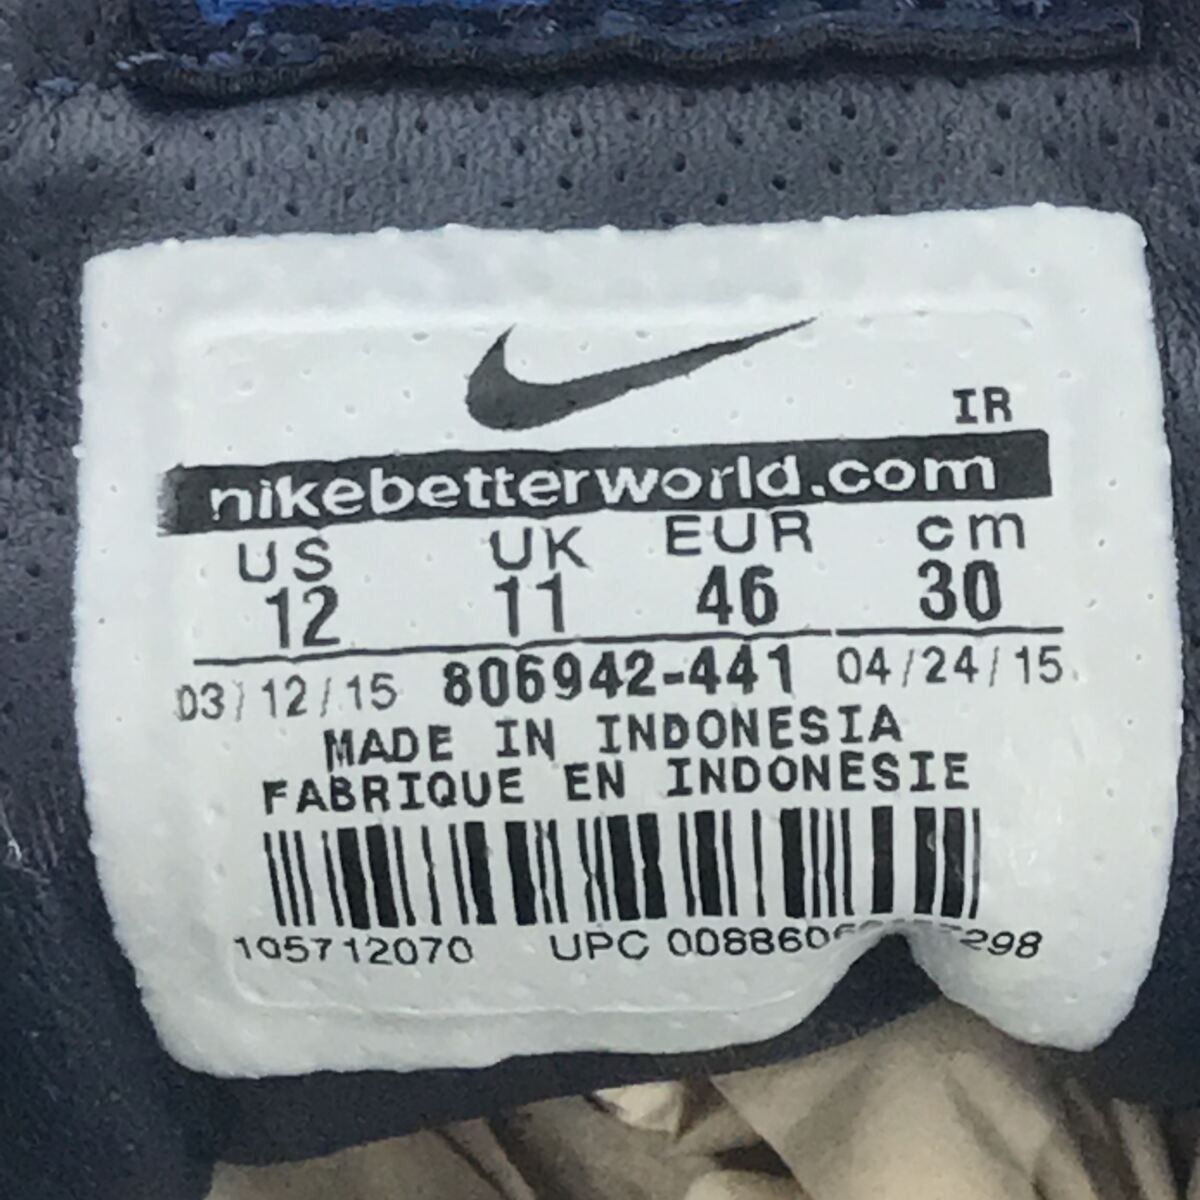 IR
nikebetterworld.com
US UK EUR cm
12 11 46 30
03/12/15 806942-441 04/24/15
MADE IN INDONESIA
FABRIQUE EN INDONESIE
105712070 UPC